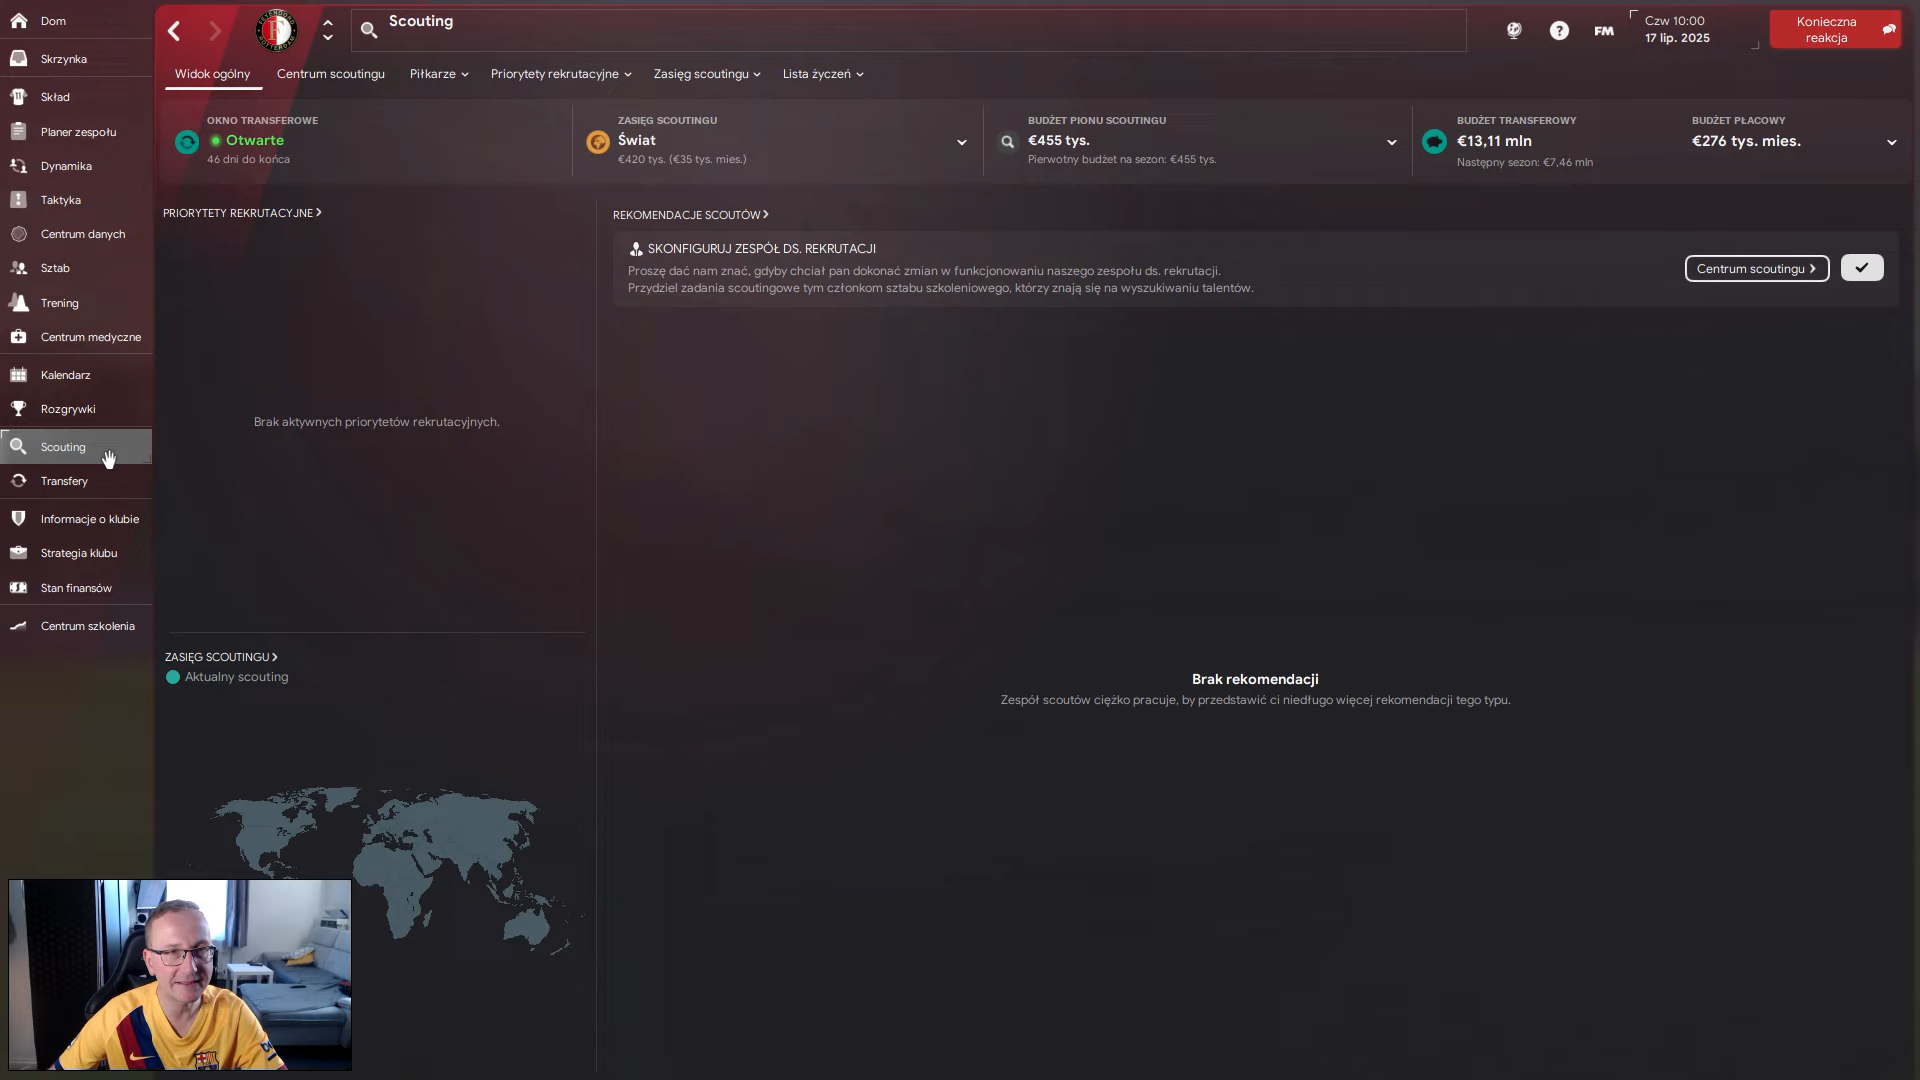 Dom
Skrzynka
Skład
Planer zespołu
Dynamika
Taktyka
Centrum danych
Sztab
Trening
Centrum medyczne
Kalendarz
Rozgrywki
Scouting
Transfery
Informacje o klubie
Strategia klubu
Stan finansów
Centrum szkolenia
Scouting
FM
Czw 10:00
17 lip. 2025
Konieczna
reakcja
Widok ogólny
Centrum scoutingu
Piłkarze
Priorytety rekrutacyjne
Zasięg scoutingu
Lista życzeń
OKNO TRANSFEROWE
Otwarte
46 dni do końca
ZASIĘG SCOUTINGU
Świat
€420 tys. (€35 tys. mies.)
BUDŻET PIONU SCOUTINGU
€455 tys.
Pierwotny budżet na sezon: €455 tys.
BUDŻET TRANSFEROWY
€13,11 mln
Następny sezon: €7,46 mln
BUDŻET PŁACOWY
€276 tys. mies.
PRIORYTETY REKRUTACYJNE
Brak aktywnych priorytetów rekrutacyjnych.
ZASIĘG SCOUTINGU
Aktualny scouting
REKOMENDACJE SCOUTÓW
SKONFIGURUJ ZESPÓŁ DS. REKRUTACJI
Proszę dać nam znać, gdyby chciał pan dokonać zmian w funkcjonowaniu naszego zespołu ds. rekrutacji.
Przydziel zadania scoutingowe tym członkom sztabu szkoleniowego, którzy znają się na wyszukiwaniu talentów.
Centrum scoutingu
Brak rekomendacji
Zespół scoutów ciężko pracuje, by przedstawić ci niedługo więcej rekomendacji tego typu.